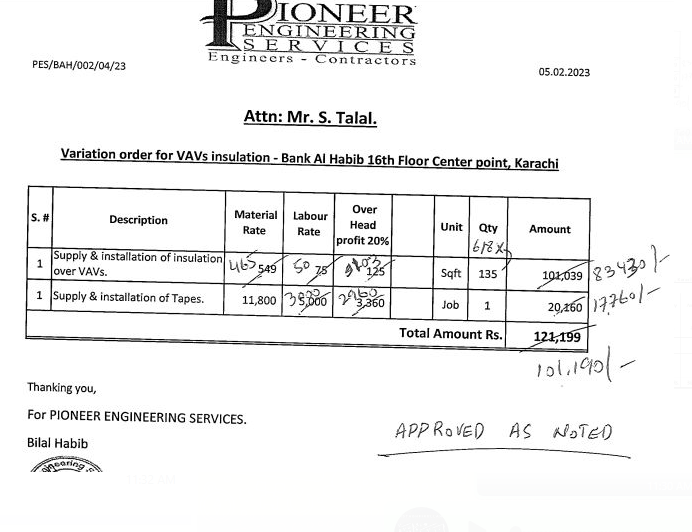 PIONEER
ENGINEERING
SERVICES
Engineers - Contractors
PES/BAH/002/04/23
05.02.2023
Attn: Mr. S. Talal.
Variation order for VAVs insulation - Bank Al Habib 16th Floor Center point, Karachi
S. # Description Material Rate Labour Rate Over Head profit 20% Unit Qty Amount
618 x
1 Supply & installation of insulation over VAVs. 465 549 50 75 125 Sqft 135 101,039 83430/-
1 Supply & installation of Tapes. 11,800 3000 5,000 2960 3,360 Job 1 20,160 17,760/-
Total Amount Rs. 121,199
101,190/-
Thanking you,
For PIONEER ENGINEERING SERVICES.
APPROVED AS NOTED
Bilal Habib